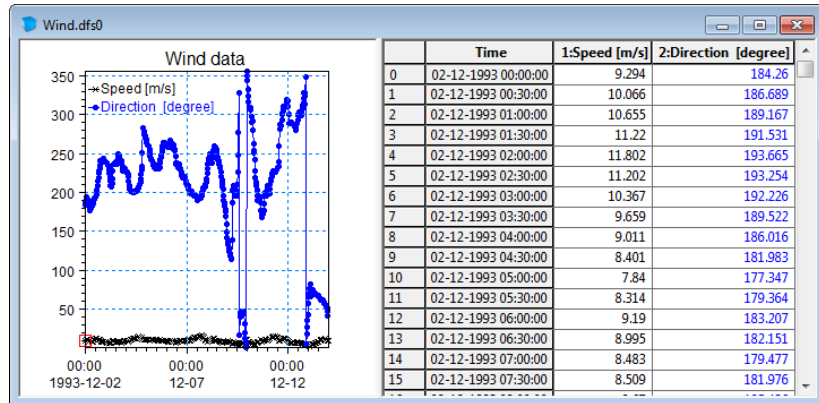 Wind.dfs0
Wind data
350
Speed [m/s]
Direction [degree]
300
250
200
150
100
50
00:00 00:00 00:00
1993-12-02 12-07 12-12
Time 1:Speed [m/s] 2:Direction [degree]
0 02-12-1993 00:00:00 9.294 184.26
1 02-12-1993 00:30:00 10.066 186.689
2 02-12-1993 01:00:00 10.655 189.167
3 02-12-1993 01:30:00 11.22 191.531
4 02-12-1993 02:00:00 11.802 193.665
5 02-12-1993 02:30:00 11.202 193.254
6 02-12-1993 03:00:00 10.367 192.226
7 02-12-1993 03:30:00 9.659 189.522
8 02-12-1993 04:00:00 9.011 186.016
9 02-12-1993 04:30:00 8.401 181.983
10 02-12-1993 05:00:00 7.84 177.347
11 02-12-1993 05:30:00 8.314 179.364
12 02-12-1993 06:00:00 9.19 183.207
13 02-12-1993 06:30:00 8.995 182.151
14 02-12-1993 07:00:00 8.483 179.477
15 02-12-1993 07:30:00 8.509 181.976